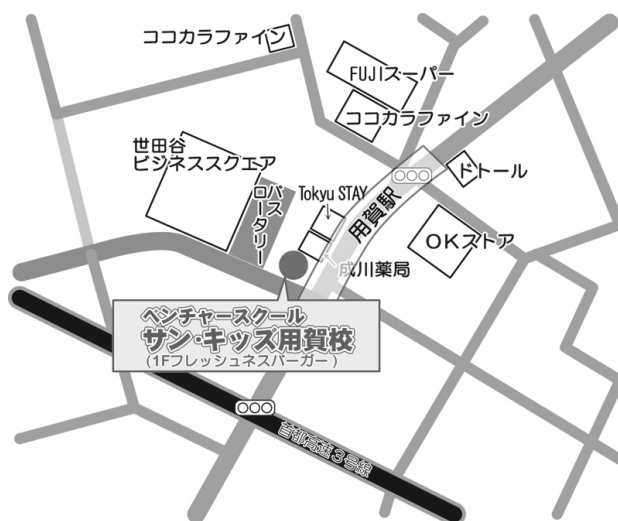 ココカラファイン
FUJIスーパー
ココカラファイン
世田谷
ビジネススクエア
バス
ロータリー
Tokyu STAY
用賀駅
ドトール
OKストア
成川薬局
ベンチャースクール
サン・キッズ用賀校
(1Fフレッシュネスバーガー)
首都高速3号線